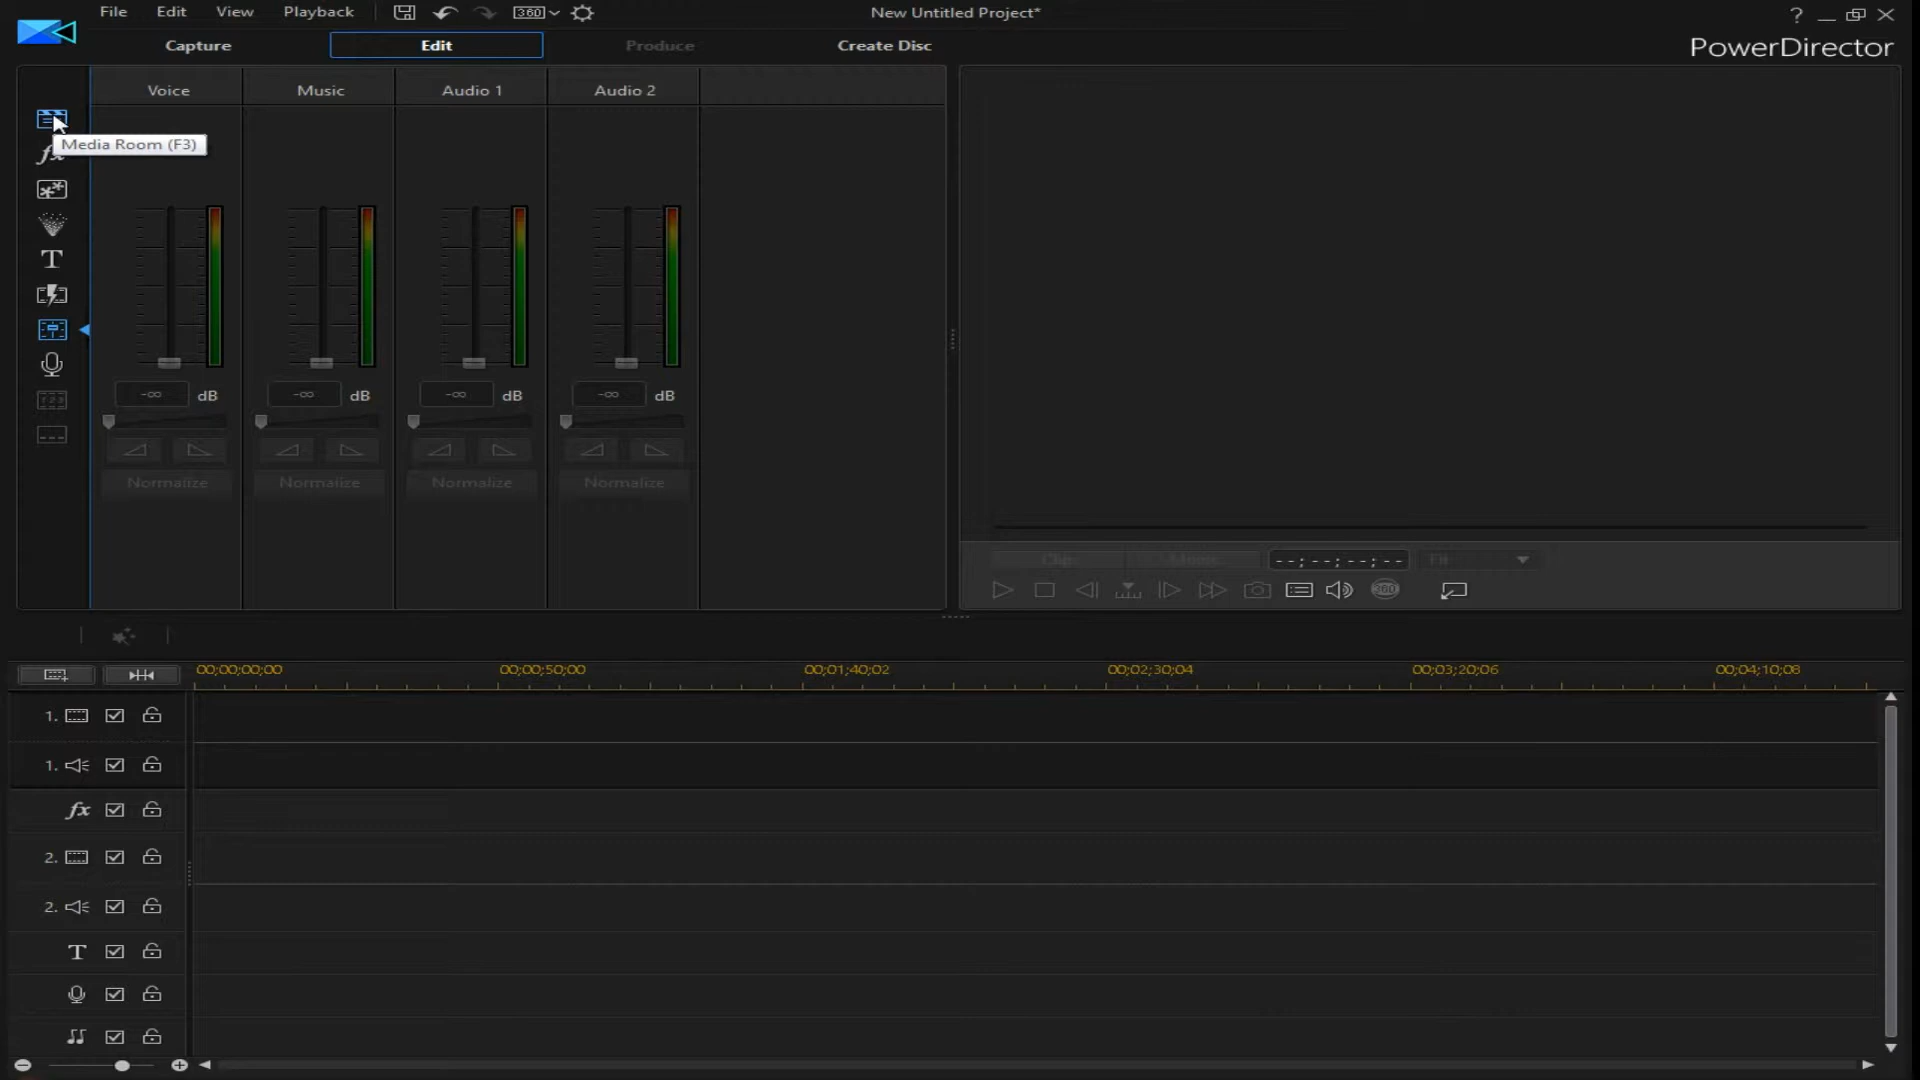 File Edit View Playback 360 New Untitled Project* ?
Capture Edit Produce Create Disc PowerDirector
Voice Music Audio 1 Audio 2
Media Room (F3)
fx
T
-∞ dB -∞ dB -∞ dB -∞ dB
Normalize Normalize Normalize Normalize
Clip Movie --;--;--;-- Fit
360
00;00;00;00 00;00;50;00 00;01;40;02 00;02;30;04 00;03;20;06 00;04;10;08
1.
1.
fx
2.
2.
T